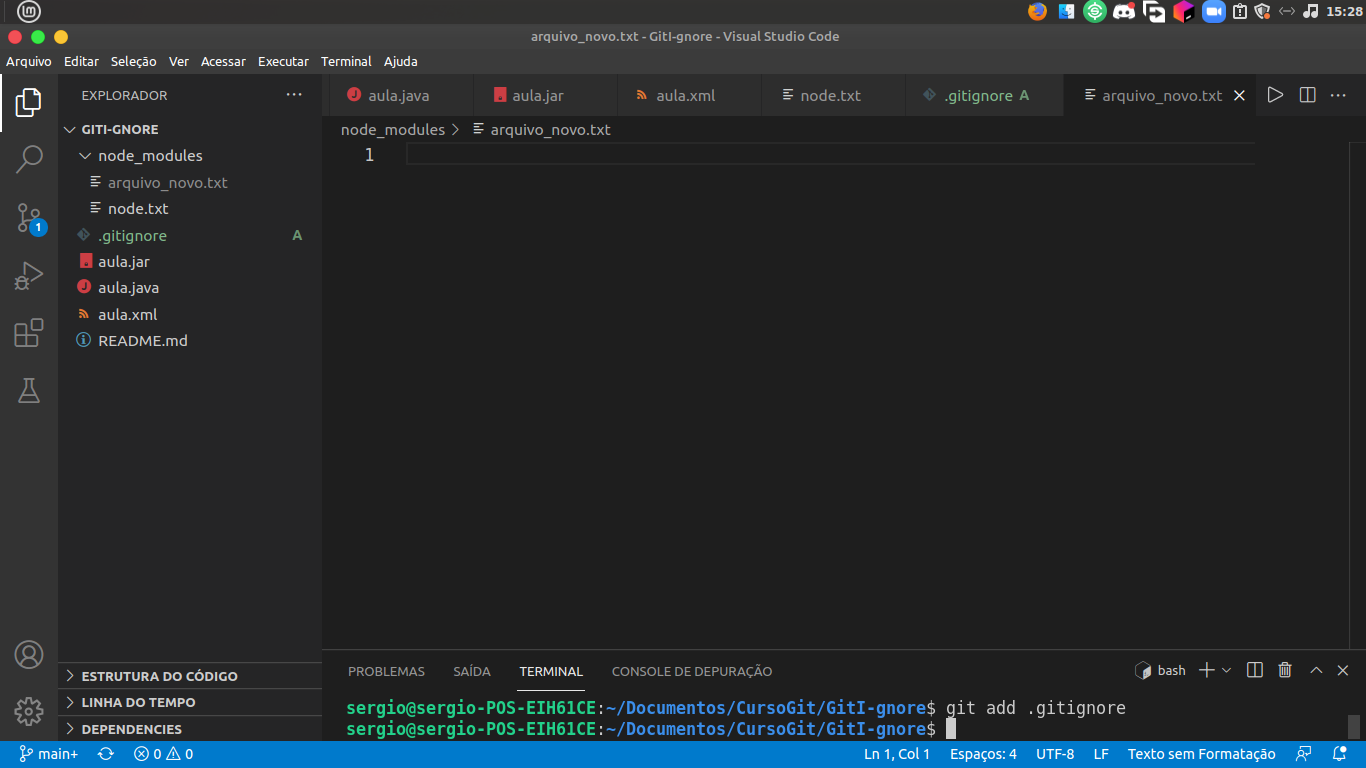 15:28
arquivo_novo.txt - GitI-gnore - Visual Studio Code
Arquivo Editar Seleção Ver Acessar Executar Terminal Ajuda
EXPLORADOR
GITI-GNORE
node_modules
arquivo_novo.txt
node.txt
.gitignore A
aula.jar
aula.java
aula.xml
README.md
ESTRUTURA DO CÓDIGO
LINHA DO TEMPO
DEPENDENCIES
1
aula.java aula.jar aula.xml node.txt .gitignore A arquivo_novo.txt
node_modules > arquivo_novo.txt
1
PROBLEMAS SAÍDA TERMINAL CONSOLE DE DEPURAÇÃO bash
sergio@sergio-POS-EIH61CE:~/Documentos/CursoGit/GitI-gnore$ git add .gitignore
sergio@sergio-POS-EIH61CE:~/Documentos/CursoGit/GitI-gnore$
main+ 0 0 Ln 1, Col 1 Espaços: 4 UTF-8 LF Texto sem Formatação